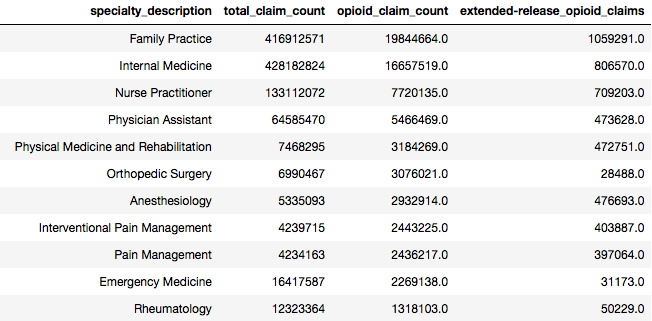 specialty_description total_claim_count opioid_claim_count extended-release_opioid_claims
Family Practice 416912571 19844664.0 1059291.0
Internal Medicine 428182824 16657519.0 806570.0
Nurse Practitioner 133112072 7720135.0 709203.0
Physician Assistant 64585470 5466469.0 473628.0
Physical Medicine and Rehabilitation 7468295 3184269.0 472751.0
Orthopedic Surgery 6990467 3076021.0 28488.0
Anesthesiology 5335093 2932914.0 476693.0
Interventional Pain Management 4239715 2443225.0 403887.0
Pain Management 4234163 2436217.0 397064.0
Emergency Medicine 16417587 2269138.0 31173.0
Rheumatology 12323364 1318103.0 50229.0